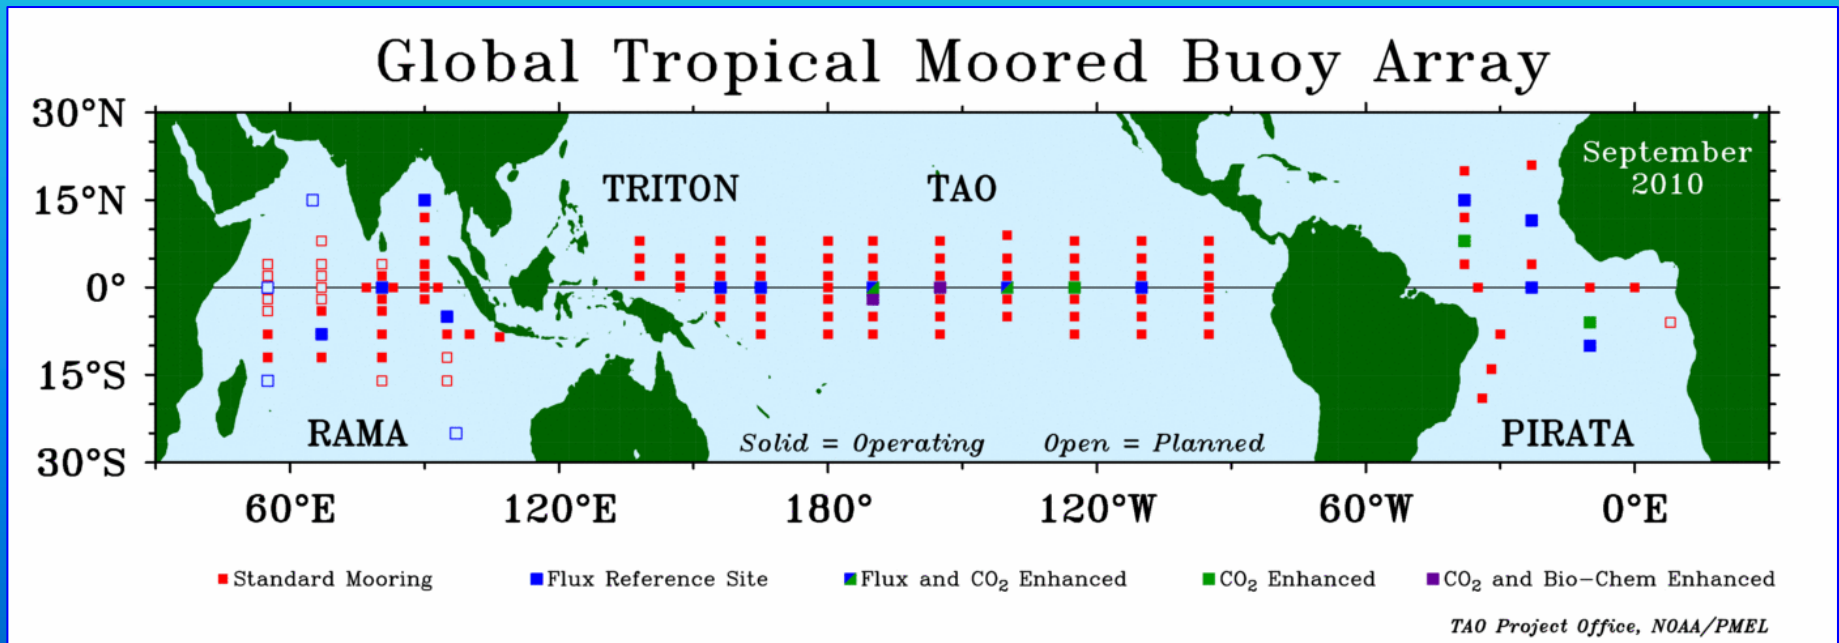 Global Tropical Moored Buoy Array
30°N
15°N
0°
15°S
30°S
TRITON
TAO
September
2010
RAMA
Solid = Operating
Open = Planned
PIRATA
60°E
120°E
180°
120°W
60°W
0°E
Standard Mooring
Flux Reference Site
Flux and CO₂ Enhanced
CO₂ Enhanced
CO₂ and Bio-Chem Enhanced
TAO Project Office, NOAA/PMEL